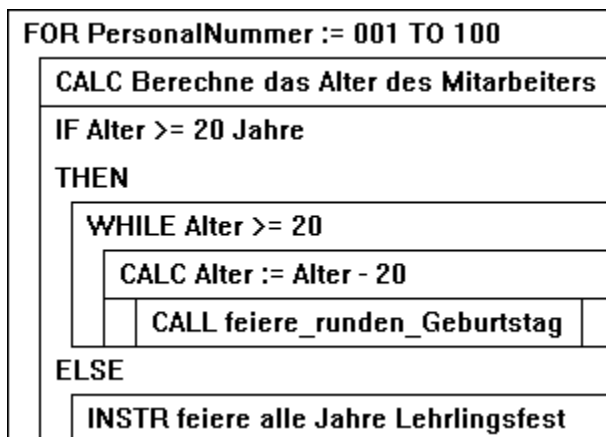 FOR PersonalNummer := 001 TO 100
CALC Berechne das Alter des Mitarbeiters
IF Alter >= 20 Jahre
THEN
WHILE Alter >= 20
CALC Alter := Alter - 20
CALL feiere_runden_Geburtstag
ELSE
INSTR feiere alle Jahre Lehrlingsfest